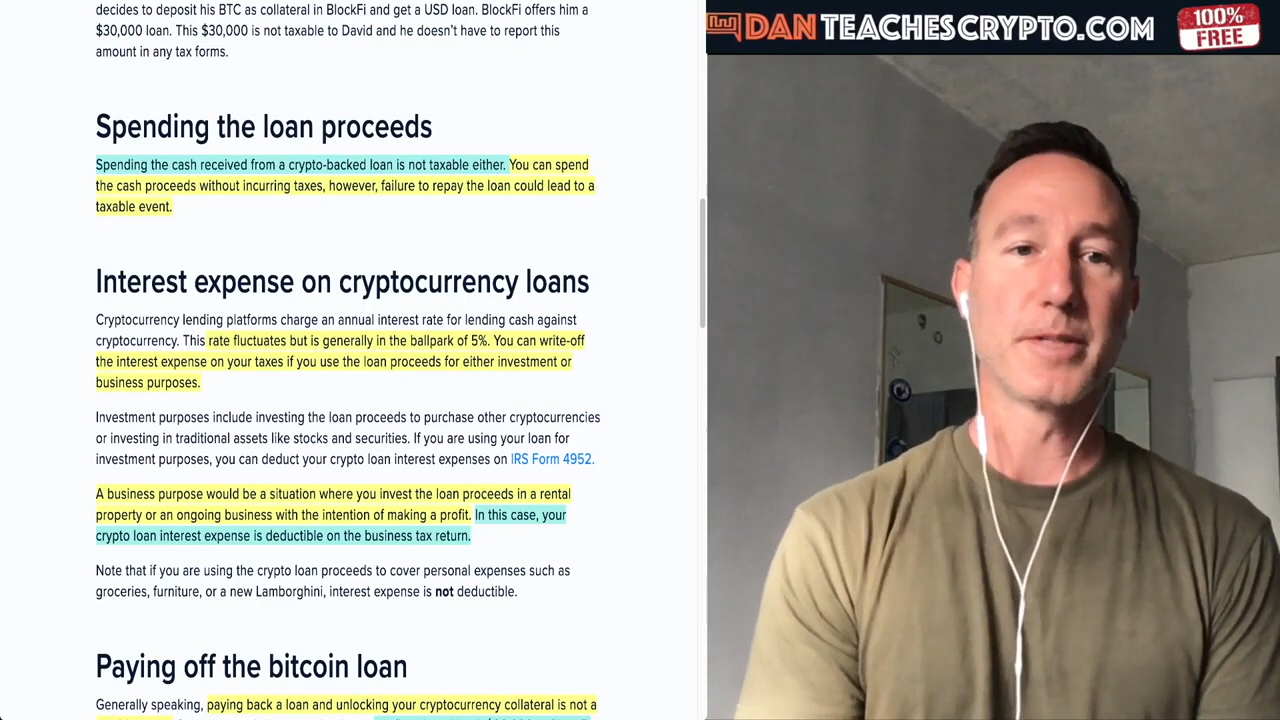 decides to deposit his BTC as collateral in BlockFi and get a USD loan. BlockFi offers him a
$30,000 loan. This $30,000 is not taxable to David and he doesn't have to report this
amount in any tax forms.
Spending the loan proceeds
Spending the cash received from a crypto-backed loan is not taxable either. You can spend
the cash proceeds without incurring taxes, however, failure to repay the loan could lead to a
taxable event.
Interest expense on cryptocurrency loans
Cryptocurrency lending platforms charge an annual interest rate for lending cash against
cryptocurrency. This rate fluctuates but is generally in the ballpark of 5%. You can write-off
the interest expense on your taxes if you use the loan proceeds for either investment or
business purposes.
Investment purposes include investing the loan proceeds to purchase other cryptocurrencies
or investing in traditional assets like stocks and securities. If you are using your loan for
investment purposes, you can deduct your crypto loan interest expenses on IRS Form 4952.
A business purpose would be a situation where you invest the loan proceeds in a rental
property or an ongoing business with the intention of making a profit. In this case, your
crypto loan interest expense is deductible on the business tax return.
Note that if you are using the crypto loan proceeds to cover personal expenses such as
groceries, furniture, or a new Lamborghini, interest expense is not deductible.
Paying off the bitcoin loan
Generally speaking, paying back a loan and unlocking your cryptocurrency collateral is not a
DANTEACHESCRYPTO.COM
100%
FREE